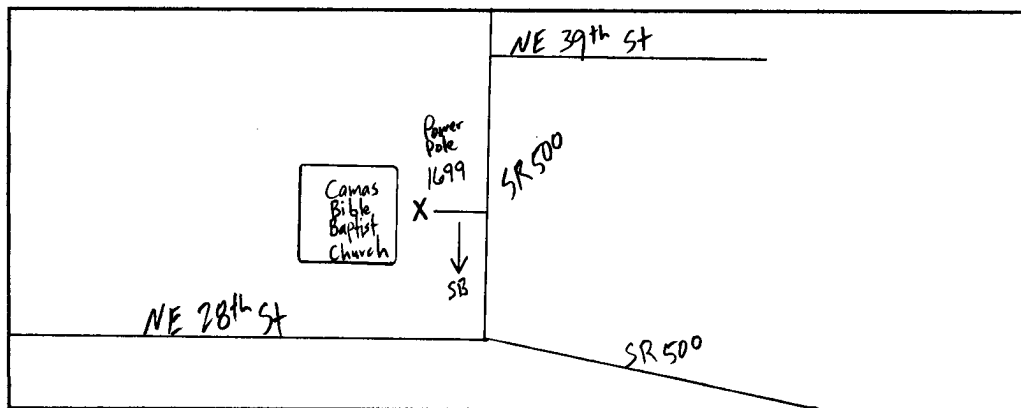 NE 39th St
Power
Pole
1699
SR 500
Camas
Bible
Baptist
Church
X
SB
NE 28th St
SR 500